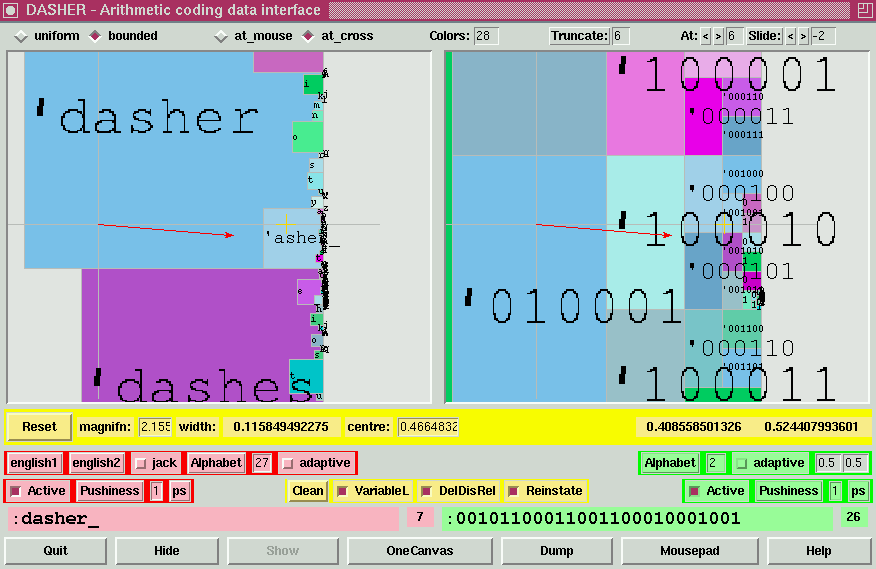 DASHER - Arithmetic coding data interface
uniform bounded at_mouse at_cross Colors: 28 Truncate: 6 At: < > 6 Slide: < > -2
'dasher
'asher_
'dashes
'100001
'000110
'000011
'000111
'001000
'000100
'100010
'000101
'010001
'001100
'000110
'001101
'100011
Reset magnifn: 2.155 width: 0.115849492275 centre: 0.4664832 0.408558501326 0.524407993601
english1 english2 jack Alphabet 27 adaptive Alphabet 2 adaptive 0.5 0.5
Active Pushiness 1 ps Clean VariableL DelDisRel Reinstate Active Pushiness 1 ps
:dasher_ 7 :00101100011001100010001001 26
Quit Hide Show OneCanvas Dump Mousepad Help